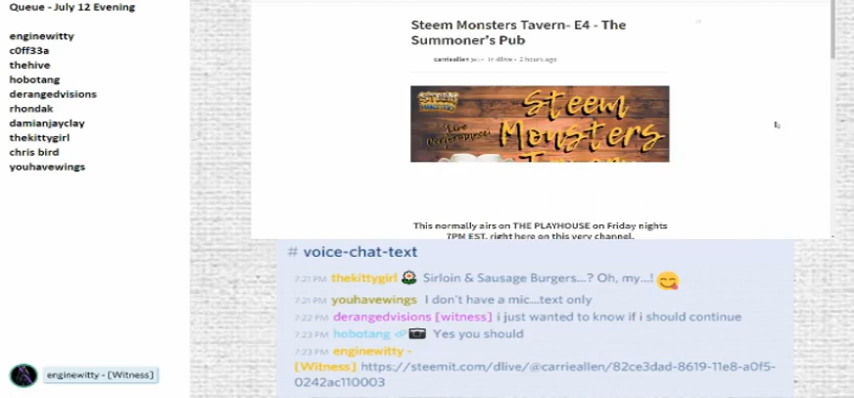 Queue - July 12 Evening
enginewitty
c0ff33a
thehive
hobotang
derangedvisions
rhondak
damianjayclay
thekittygirl
chris bird
youhavewings
enginewitty - [Witness]
Steem Monsters Tavern- E4 - The
Summoner's Pub
carrieallen in dlive • 2 hours ago
Steem
Live
Monsters
Tavern
This normally airs on THE PLAYHOUSE on Friday nights
7PM EST, right here on this very channel.
# voice-chat-text
7:21 PM thekittygirl Sirloin & Sausage Burgers...? Oh, my...!
7:21 PM youhavewings I don't have a mic...text only
7:22 PM derangedvisions [witness] i just wanted to know if i should continue
7:23 PM hobotang Yes you should
7:23 PM enginewitty -
[Witness] https://steemit.com/dlive/@carrieallen/82ce3dad-8619-11e8-a0f5-
0242ac110003